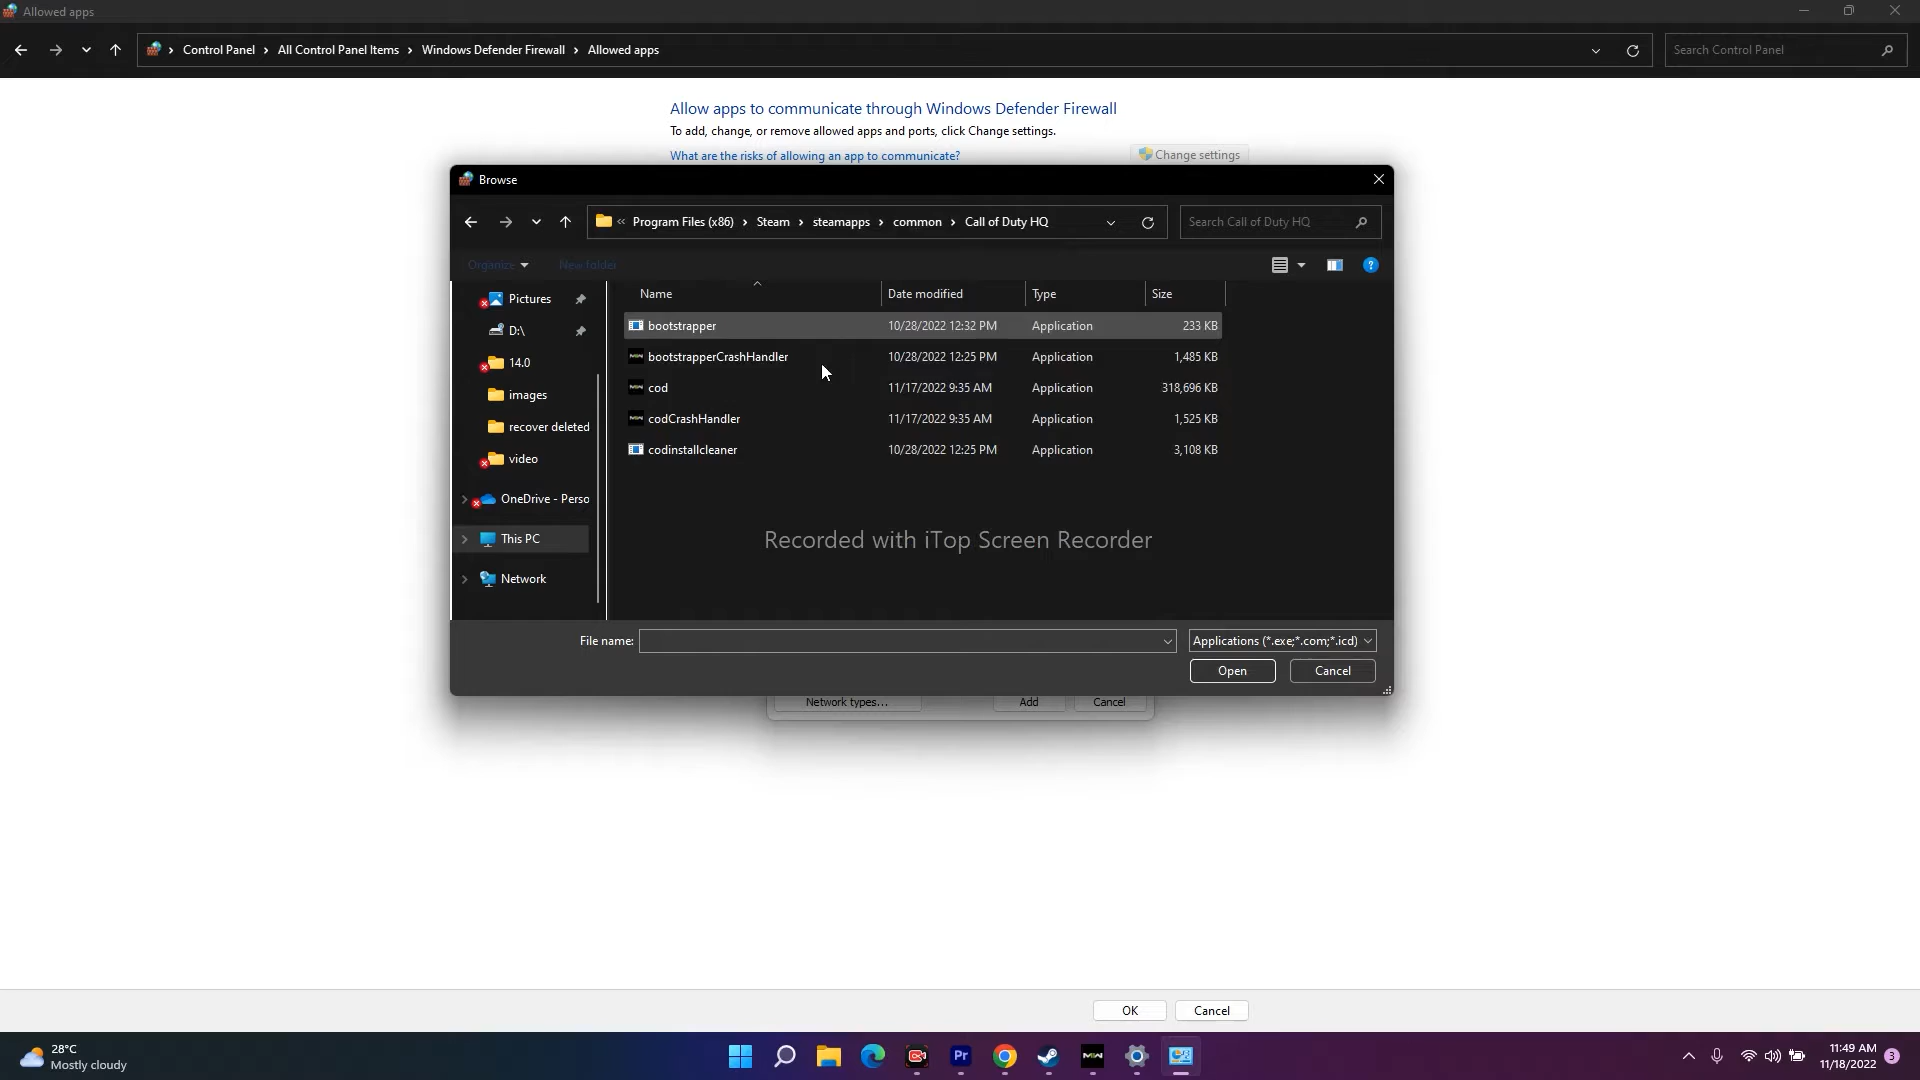 Allowed apps
Control Panel > All Control Panel Items > Windows Defender Firewall > Allowed apps
Search Control Panel
Allow apps to communicate through Windows Defender Firewall
To add, change, or remove allowed apps and ports, click Change settings.
What are the risks of allowing an app to communicate?
Change settings
Browse
« Program Files (x86) > Steam > steamapps > common > Call of Duty HQ
Search Call of Duty HQ
Organize
New folder
Name Date modified Type Size
Pictures
D:\
14.0
images
recover deleted
video
OneDrive - Perso
This PC
Network
bootstrapper 10/28/2022 12:32 PM Application 233 KB
bootstrapperCrashHandler 10/28/2022 12:25 PM Application 1,485 KB
cod 11/17/2022 9:35 AM Application 318,696 KB
codCrashHandler 11/17/2022 9:35 AM Application 1,525 KB
codinstallcleaner 10/28/2022 12:25 PM Application 3,108 KB
Recorded with iTop Screen Recorder
File name:
Applications (*.exe;*.com;*.icd)
Open
Cancel
Network types...
Add
Cancel
OK
Cancel
28°C
Mostly cloudy
Pr
11:49 AM
11/18/2022
3